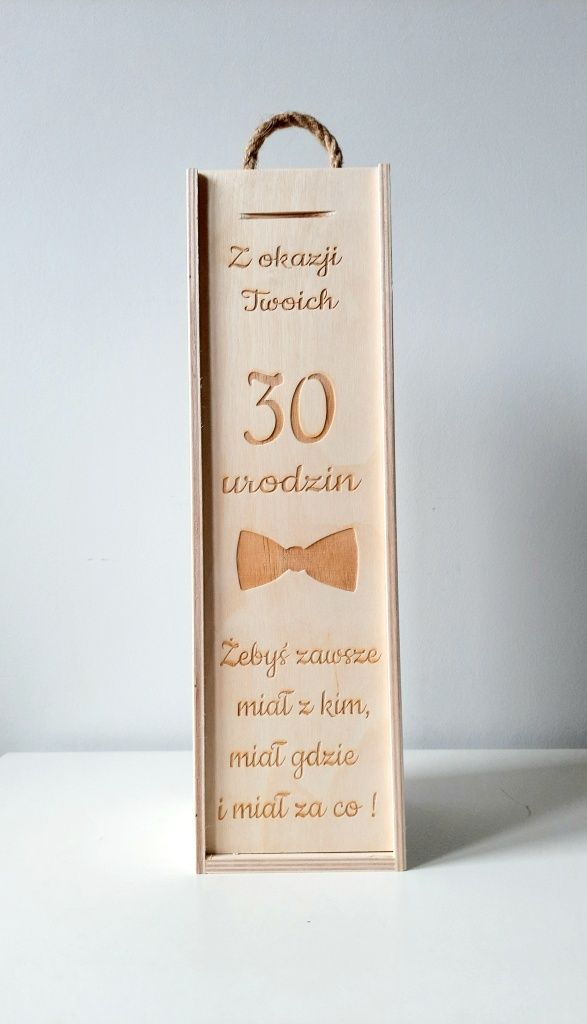 Z okazji
Twoich
30
urodzin
Żebyś zawsze
miał z kim,
miał gdzie
i miał za co !